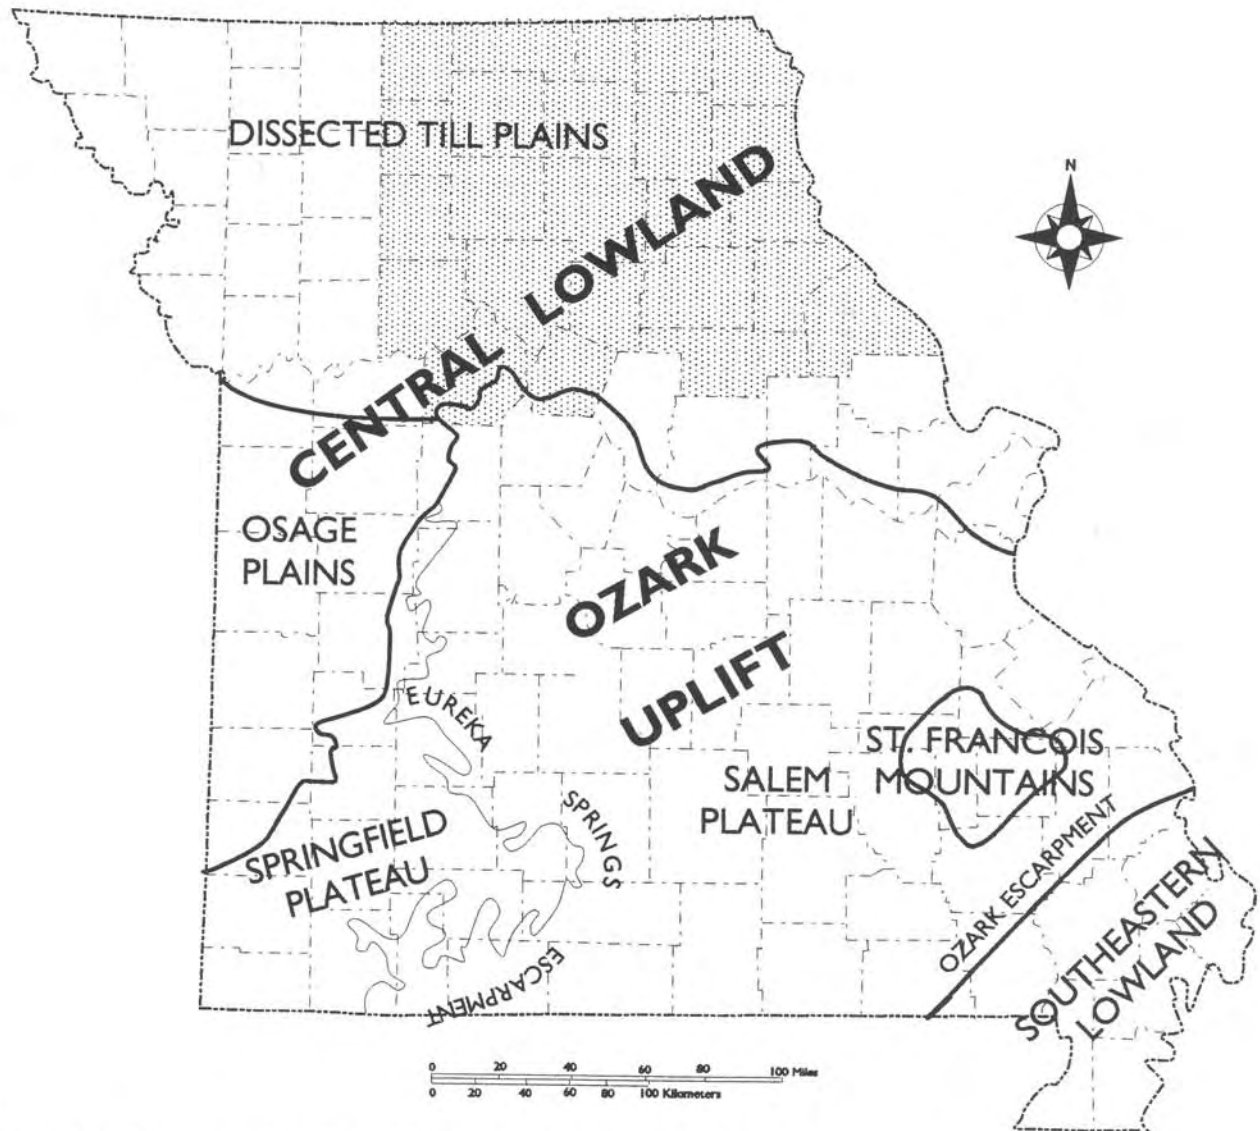 DISSECTED TILL PLAINS
N
CENTRAL LOWLAND
OSAGE
PLAINS
OZARK
UPLIFT
EUREKA
SPRINGS
ESCARPMENT
ST. FRANCOIS
MOUNTAINS
SALEM
PLATEAU
SPRINGFIELD
PLATEAU
OZARK ESCARPMENT
SOUTHEASTERN
LOWLAND
0 20 40 60 80 100 Miles
0 20 40 60 80 100 Kilometers